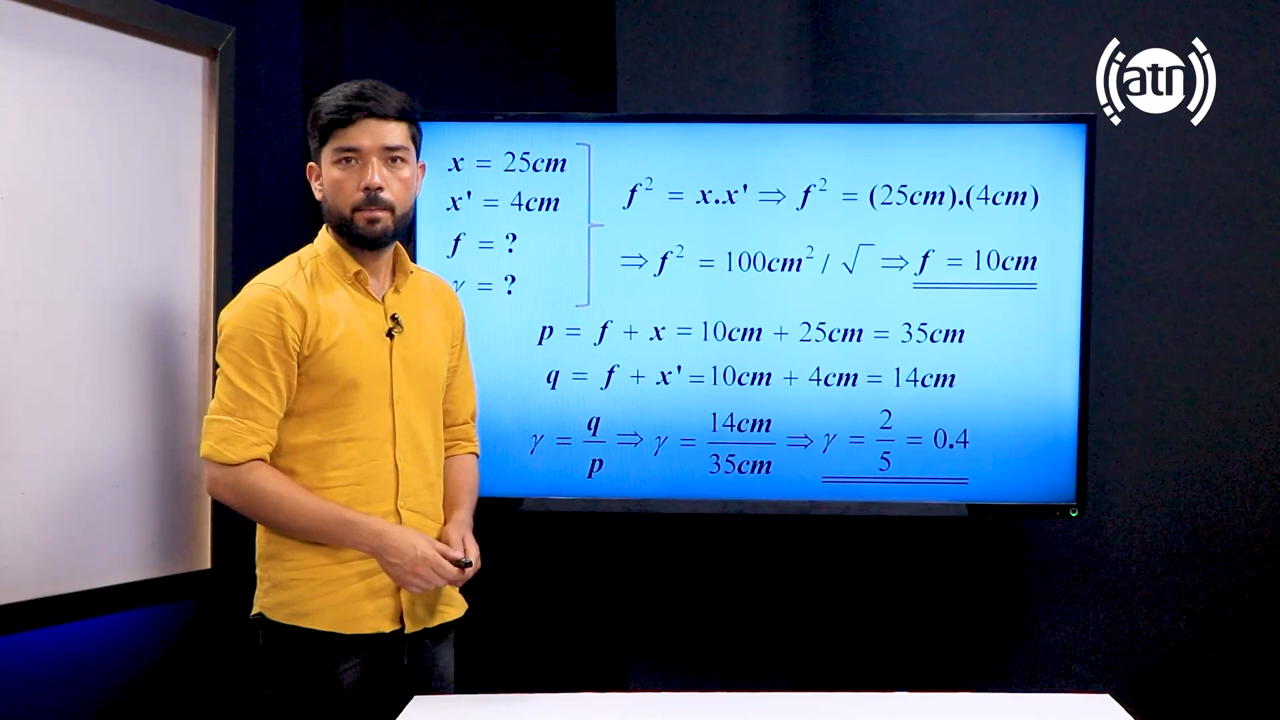 atn
x = 25cm
x' = 4cm
f = ?
γ = ?
f² = x.x' ⇒ f² = (25cm).(4cm)
⇒ f² = 100cm² / √ ⇒ f = 10cm
p = f + x = 10cm + 25cm = 35cm
q = f + x' = 10cm + 4cm = 14cm
γ = q/p ⇒ γ = 14cm/35cm ⇒ γ = 2/5 = 0.4